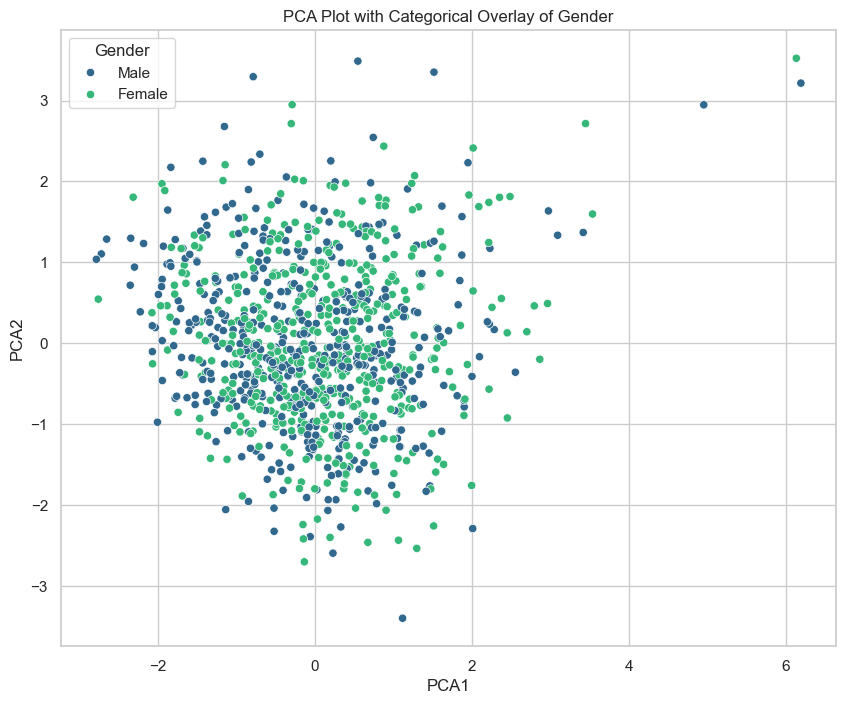 PCA Plot with Categorical Overlay of Gender
Gender
Male
Female
3
2
1
0
−1
−2
−3
PCA2
−2
0
2
4
6
PCA1